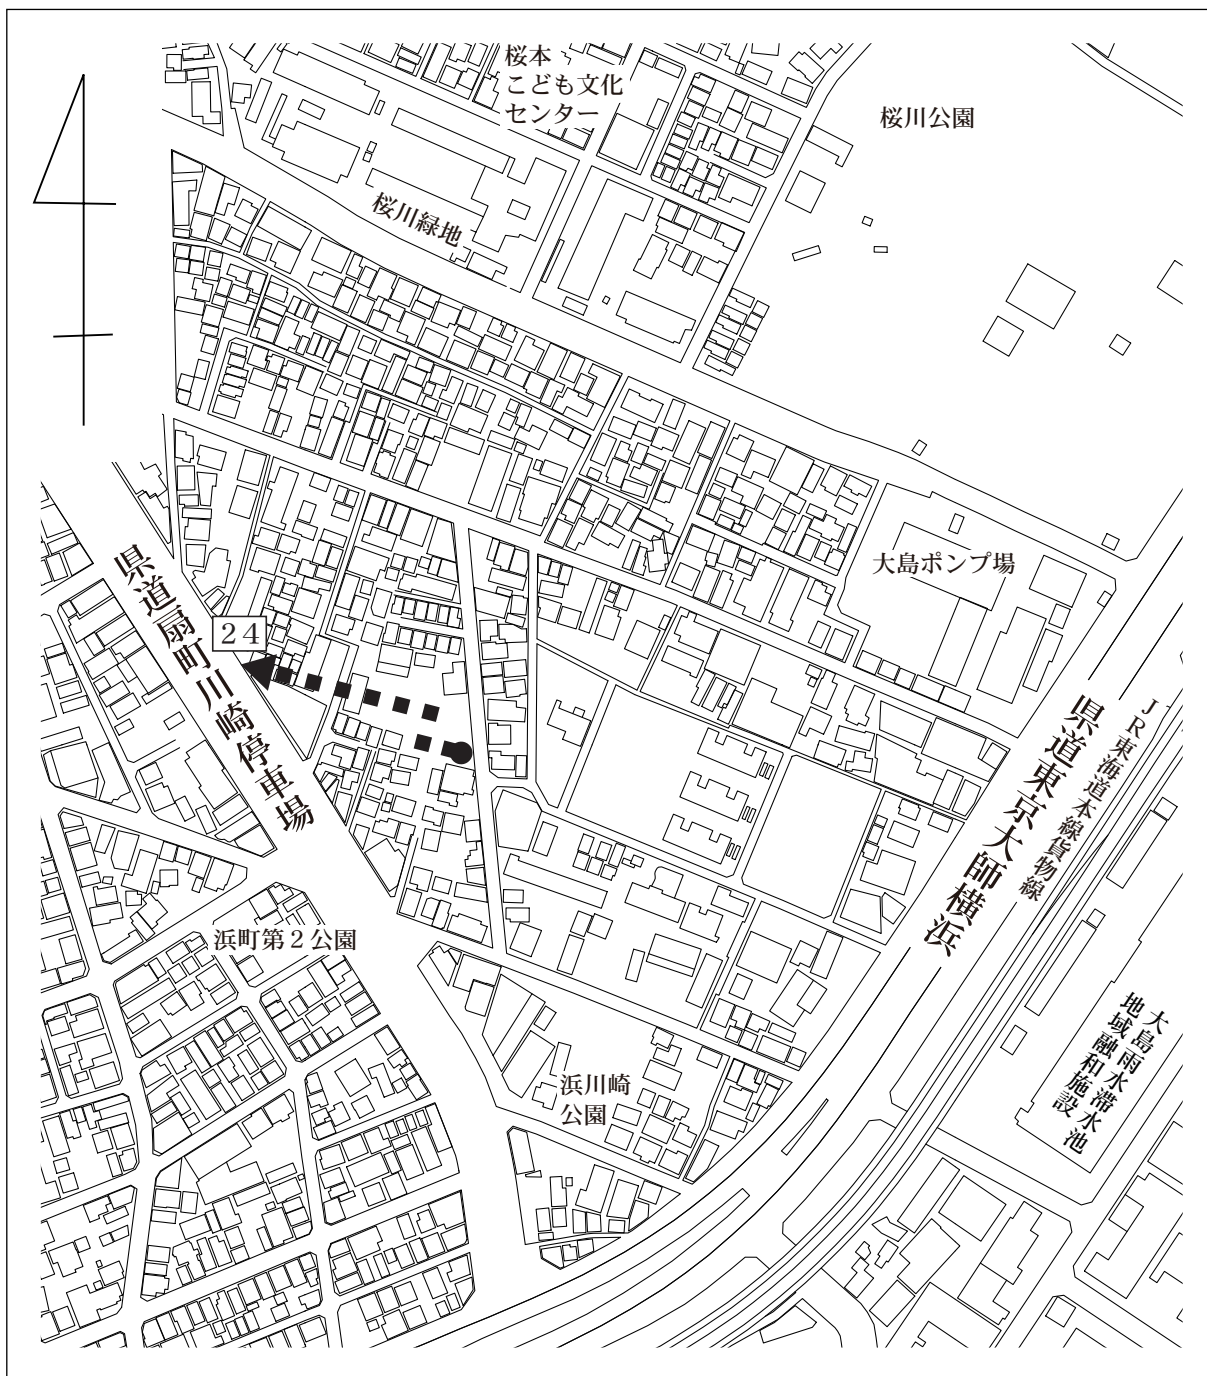 桜本
こども文化
センター
桜川公園
桜川緑地
大島ポンプ場
県道扇町川崎停車場
24
県道東京大師横浜
JR東海道本線貨物線
浜町第2公園
浜川崎
公園
大島雨水滞水池
地域融和施設